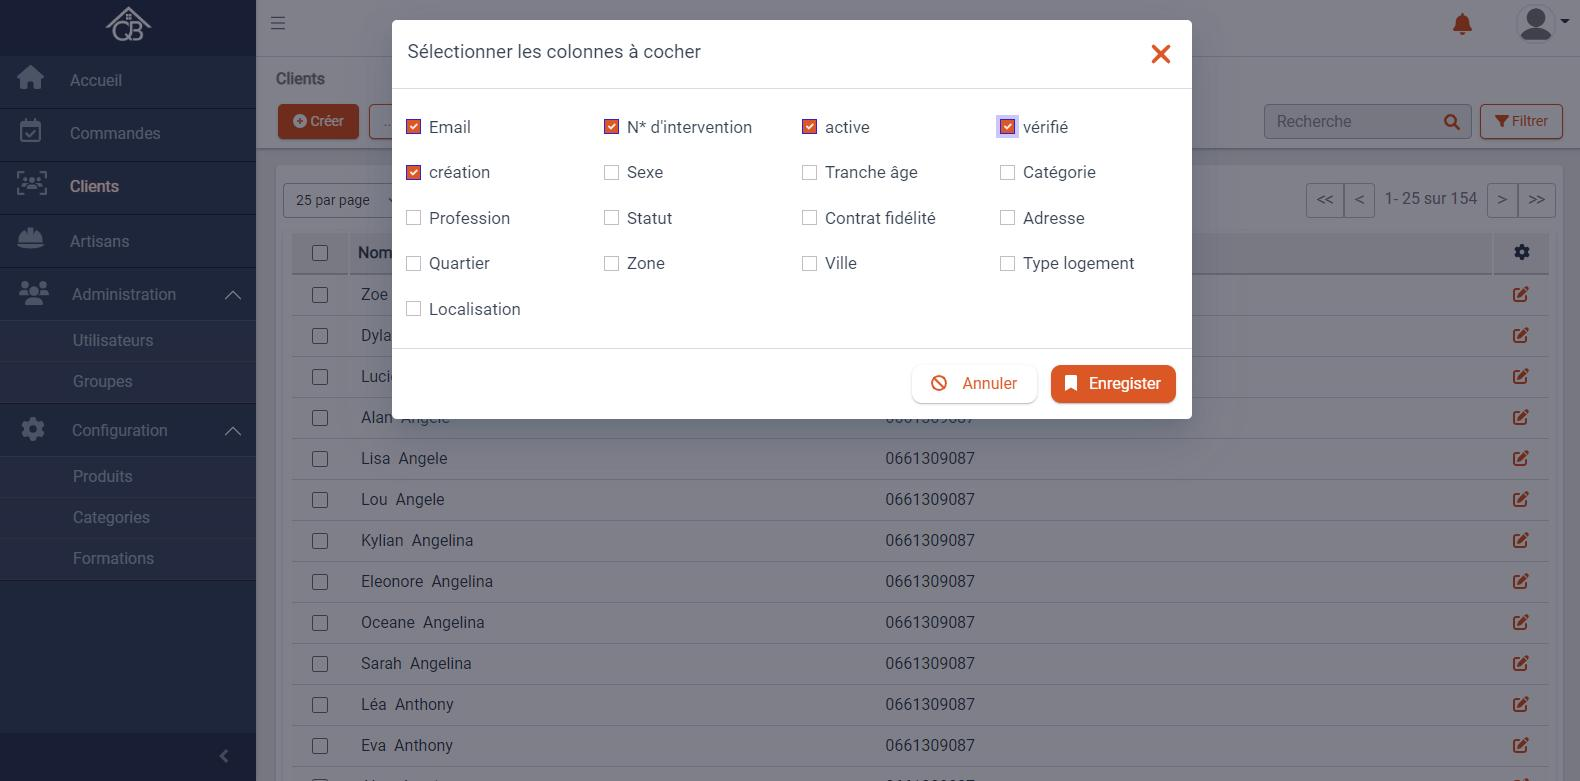 QB
Accueil
Commandes
Clients
Artisans
Administration
Utilisateurs
Groupes
Configuration
Produits
Categories
Formations
Clients
Créer
Recherche
Filtrer
25 par page
<< < 1- 25 sur 154 > >>
Nom
Zoe
Dyla
Luci
Alan Angele 0661309087
Lisa Angele 0661309087
Lou Angele 0661309087
Kylian Angelina 0661309087
Eleonore Angelina 0661309087
Oceane Angelina 0661309087
Sarah Angelina 0661309087
Léa Anthony 0661309087
Eva Anthony 0661309087
Sélectionner les colonnes à cocher
Email N* d'intervention active vérifié
création Sexe Tranche âge Catégorie
Profession Statut Contrat fidélité Adresse
Quartier Zone Ville Type logement
Localisation
Annuler Enregister